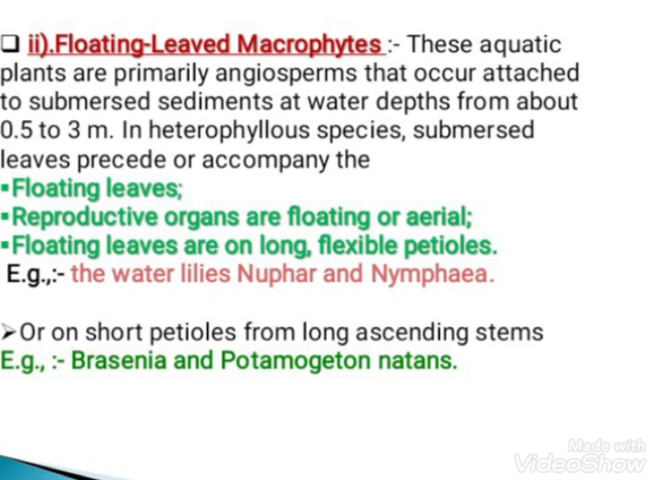 ❑ ii).Floating-Leaved Macrophytes :- These aquatic
plants are primarily angiosperms that occur attached
to submersed sediments at water depths from about
0.5 to 3 m. In heterophyllous species, submersed
leaves precede or accompany the
▪Floating leaves;
▪Reproductive organs are floating or aerial;
▪Floating leaves are on long, flexible petioles.
E.g.,:- the water lilies Nuphar and Nymphaea.
➢Or on short petioles from long ascending stems
E.g., :- Brasenia and Potamogeton natans.
Made with
VideoShow